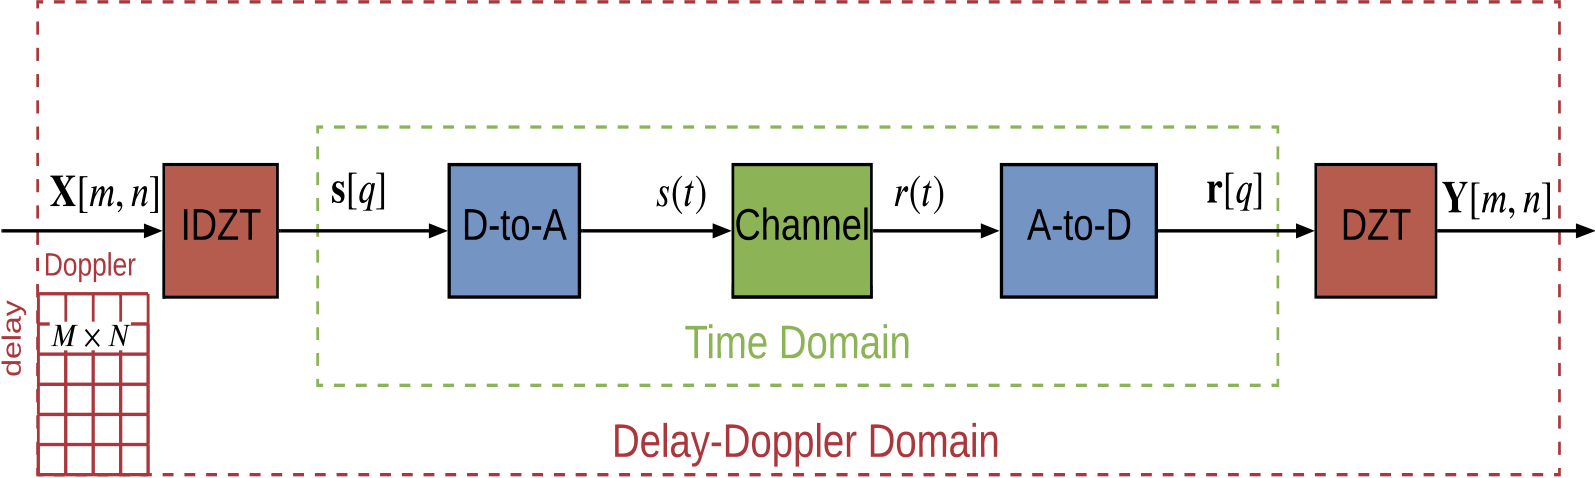 X[m, n]
IDZT
s[q]
D-to-A
s(t)
Channel
r(t)
A-to-D
r[q]
DZT
Y[m, n]
Doppler
delay
M × N
Time Domain
Delay-Doppler Domain